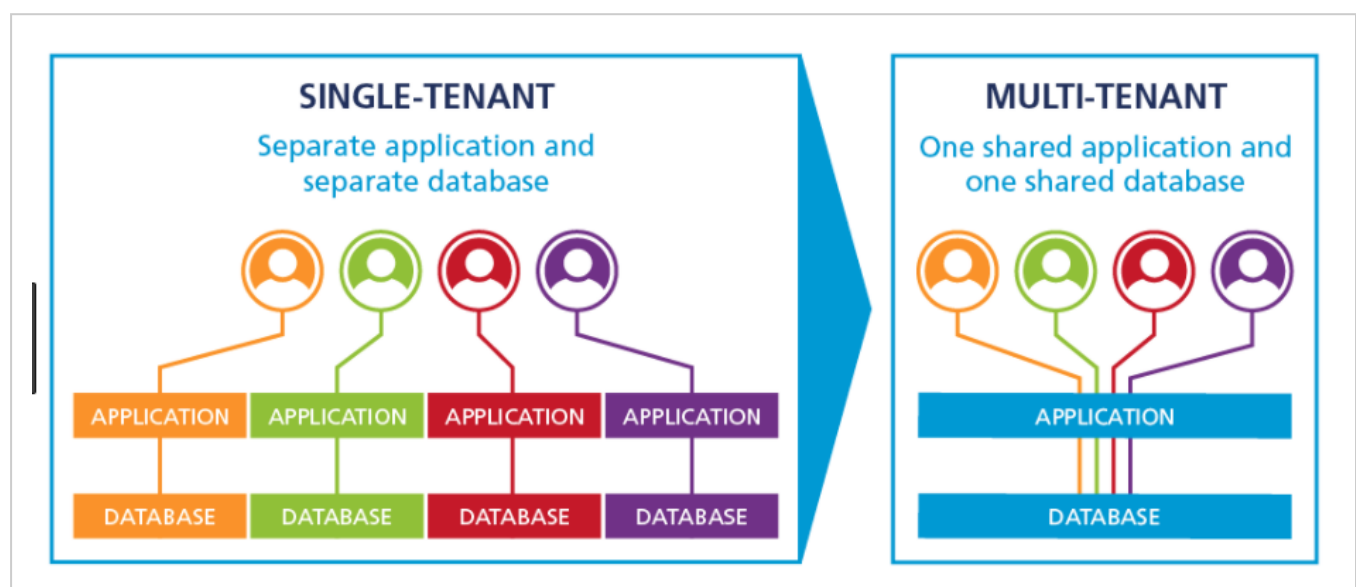 SINGLE-TENANT
Separate application and
separate database
APPLICATION APPLICATION APPLICATION APPLICATION
DATABASE DATABASE DATABASE DATABASE
MULTI-TENANT
One shared application and
one shared database
APPLICATION
DATABASE